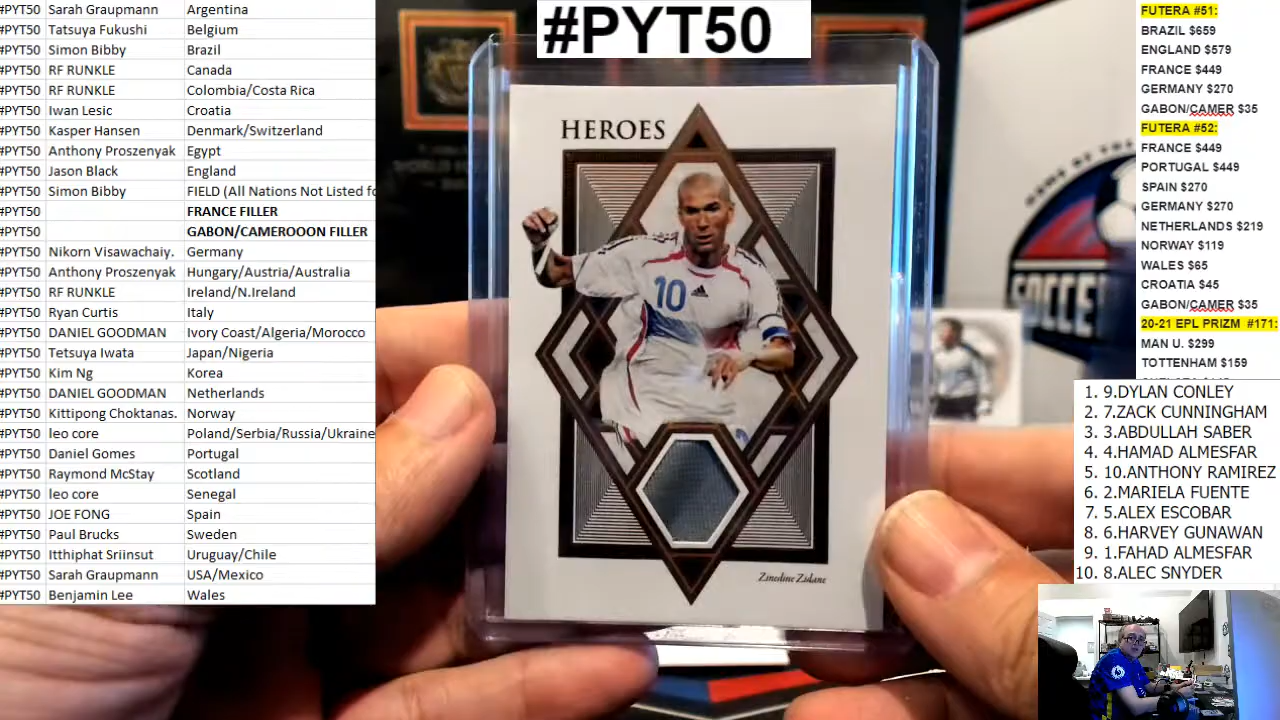 #PYT50
#PYT50 Sarah Graupmann Argentina
#PYT50 Tatsuya Fukushi Belgium
#PYT50 Simon Bibby Brazil
#PYT50 RF RUNKLE Canada
#PYT50 RF RUNKLE Colombia/Costa Rica
#PYT50 Iwan Lesic Croatia
#PYT50 Kasper Hansen Denmark/Switzerland
#PYT50 Anthony Proszenyak Egypt
#PYT50 Jason Black England
#PYT50 Simon Bibby FIELD (All Nations Not Listed fo
#PYT50 FRANCE FILLER
#PYT50 GABON/CAMEROOON FILLER
#PYT50 Nikorn Visawachaiy. Germany
#PYT50 Anthony Proszenyak Hungary/Austria/Australia
#PYT50 RF RUNKLE Ireland/N.Ireland
#PYT50 Ryan Curtis Italy
#PYT50 DANIEL GOODMAN Ivory Coast/Algeria/Morocco
#PYT50 Tetsuya Iwata Japan/Nigeria
#PYT50 Kim Ng Korea
#PYT50 DANIEL GOODMAN Netherlands
#PYT50 Kittipong Choktanas. Norway
#PYT50 leo core Poland/Serbia/Russia/Ukraine
#PYT50 Daniel Gomes Portugal
#PYT50 Raymond McStay Scotland
#PYT50 leo core Senegal
#PYT50 JOE FONG Spain
#PYT50 Paul Brucks Sweden
#PYT50 Itthiphat Sriinsut Uruguay/Chile
#PYT50 Sarah Graupmann USA/Mexico
#PYT50 Benjamin Lee Wales
HEROES
10
Zinedine Zidane
SOCCER
FUTERA #51:
BRAZIL $659
ENGLAND $579
FRANCE $449
GERMANY $270
GABON/CAMER $35
FUTERA #52:
FRANCE $449
PORTUGAL $449
SPAIN $270
GERMANY $270
NETHERLANDS $219
NORWAY $119
WALES $65
CROATIA $45
GABON/CAMER $35
20-21 EPL PRIZM #171:
MAN U. $299
TOTTENHAM $159
1. 9.DYLAN CONLEY
2. 7.ZACK CUNNINGHAM
3. 3.ABDULLAH SABER
4. 4.HAMAD ALMESFAR
5. 10.ANTHONY RAMIREZ
6. 2.MARIELA FUENTE
7. 5.ALEX ESCOBAR
8. 6.HARVEY GUNAWAN
9. 1.FAHAD ALMESFAR
10. 8.ALEC SNYDER